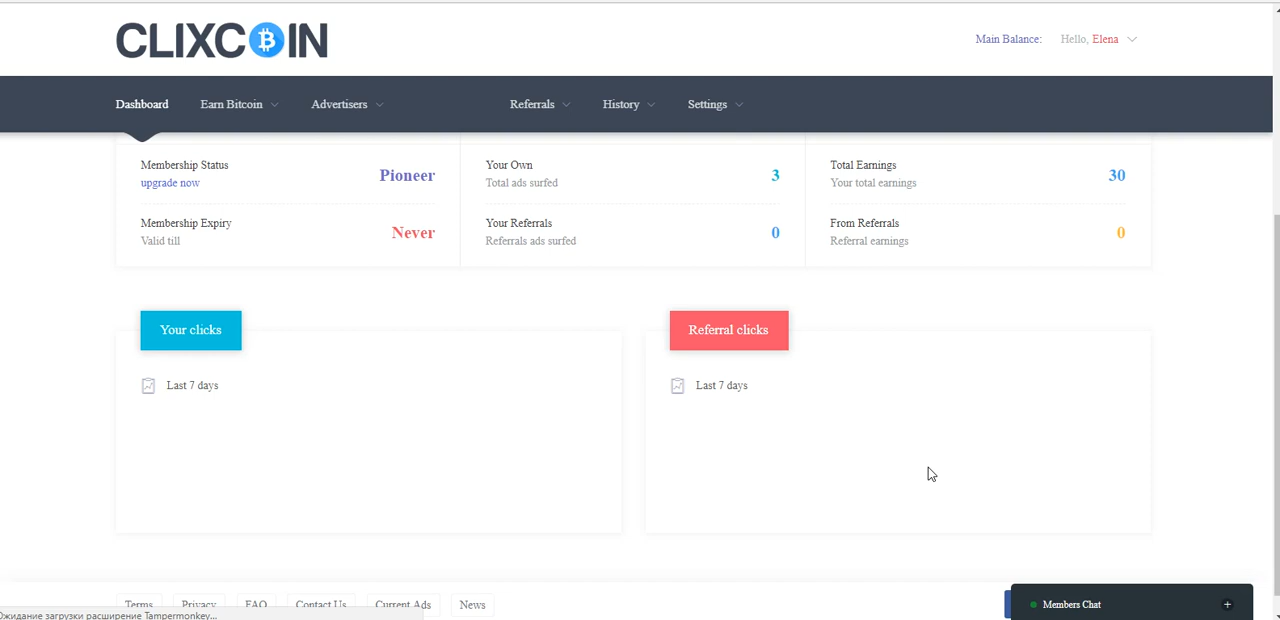 CLIXCOIN
Main Balance: Hello, Elena
Dashboard Earn Bitcoin Advertisers Referrals History Settings
Membership Status
upgrade now
Pioneer
Your Own
Total ads surfed
3
Total Earnings
Your total earnings
30
Membership Expiry
Valid till
Never
Your Referrals
Referrals ads surfed
0
From Referrals
Referral earnings
0
Your clicks
Referral clicks
Last 7 days
Last 7 days
Terms Privacy FAQ Contact Us Current Ads News
Members Chat
Ожидание загрузки расширение Tampermonkey...